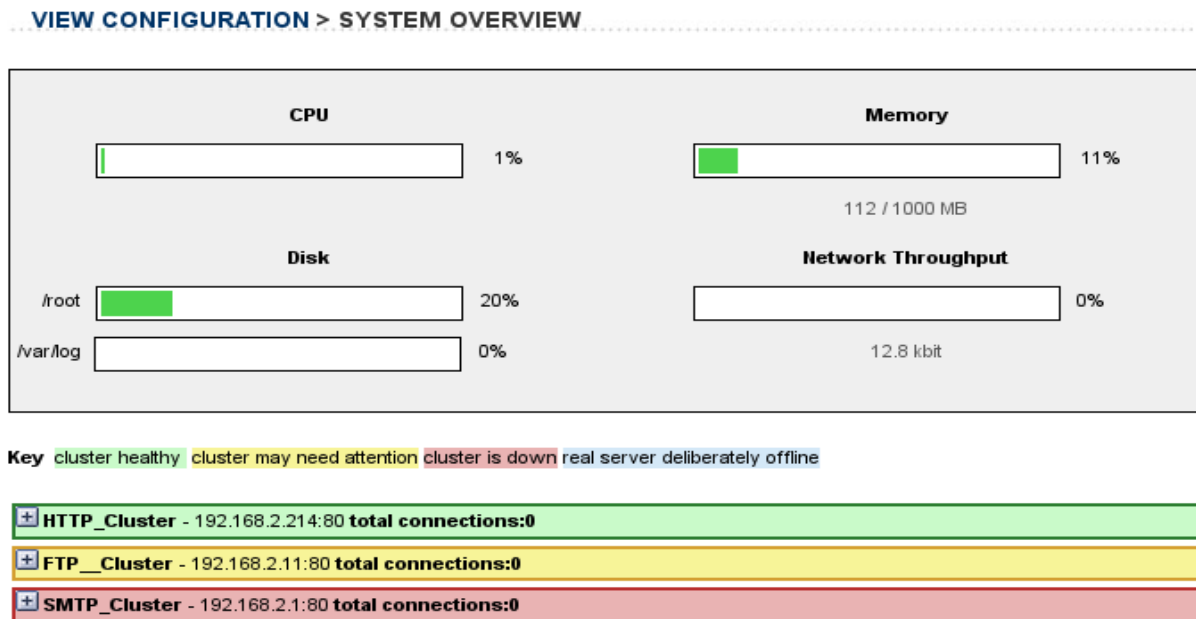 VIEW CONFIGURATION > SYSTEM OVERVIEW
CPU
1%
Memory
11%
112 / 1000 MB
Disk
/root
20%
/var/log
0%
Network Throughput
0%
12.8 kbit
Key cluster healthy cluster may need attention cluster is down real server deliberately offline
HTTP_Cluster - 192.168.2.214:80 total connections:0
FTP__Cluster - 192.168.2.11:80 total connections:0
SMTP_Cluster - 192.168.2.1:80 total connections:0